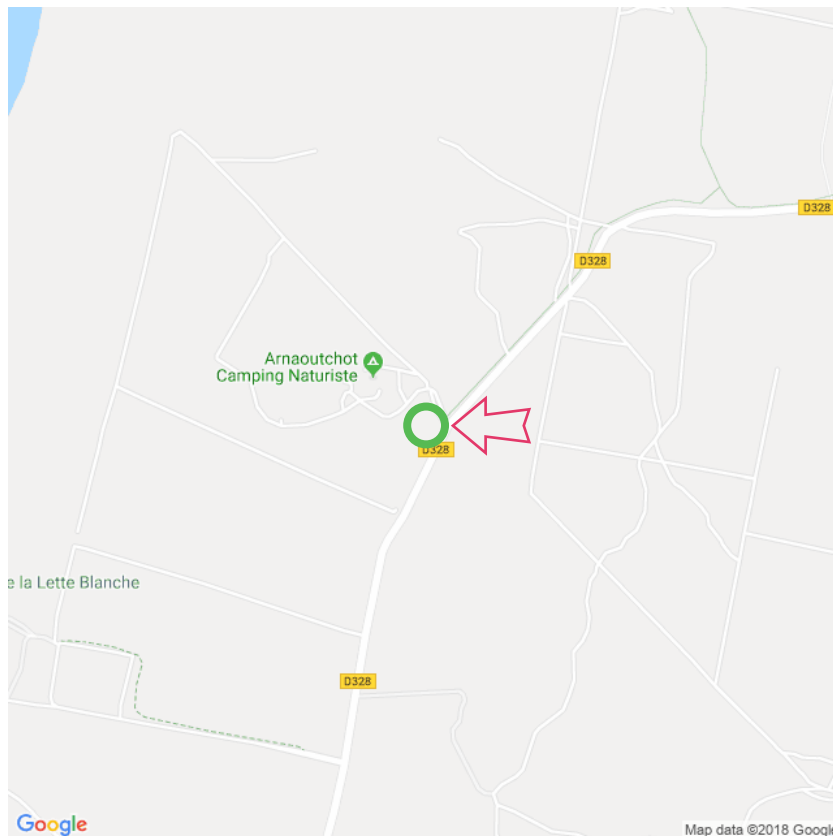 D328
D328
Arnaoutchot
Camping Naturiste
D328
e la Lette Blanche
D328
Google
Map data ©2018 Google